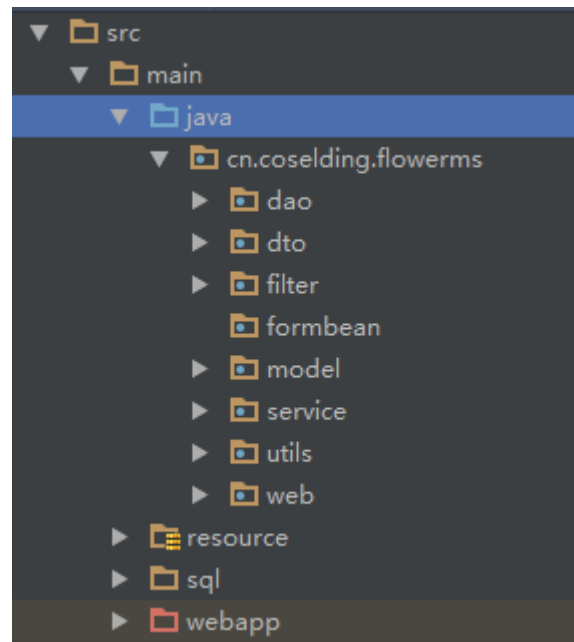 src
main
java
cn.coselding.flowerms
dao
dto
filter
formbean
model
service
utils
web
resource
sql
webapp